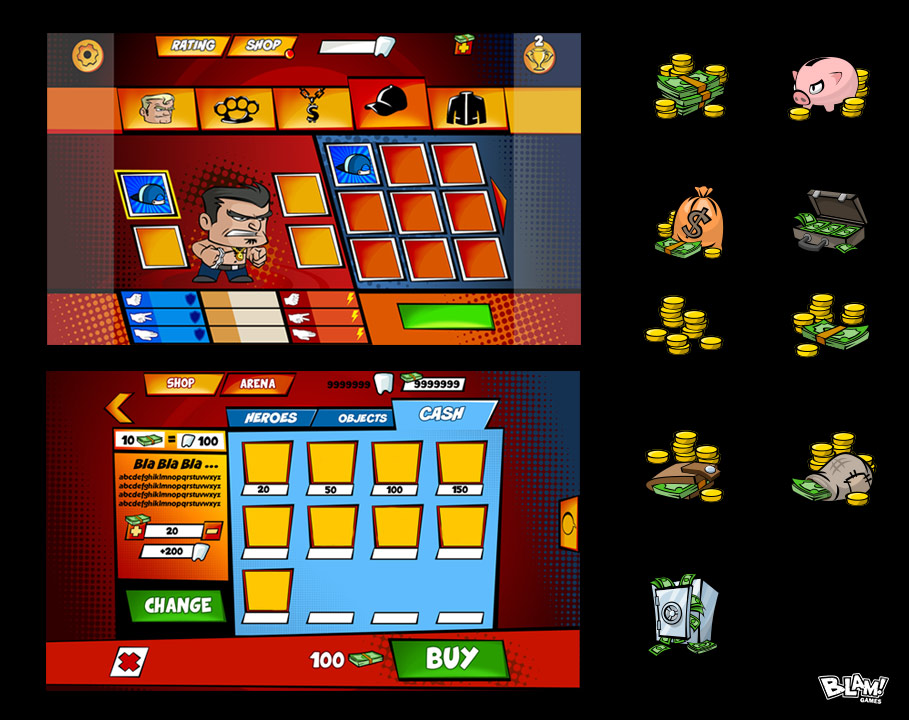 RATING
SHOP
2
$
$
SHOP
ARENA
9999999
9999999
HEROES
OBJECTS
CASH
10 = 100
Bla Bla Bla ...
abcdefghiklmnopqrstuvwxyz
abcdefghiklmnopqrstuvwxyz
abcdefghiklmnopqrstuvwxyz
abcdefghiklmnopqrstuvwxyz
20
+200
CHANGE
20
50
100
150
100
BUY
BLAM!
GAMES